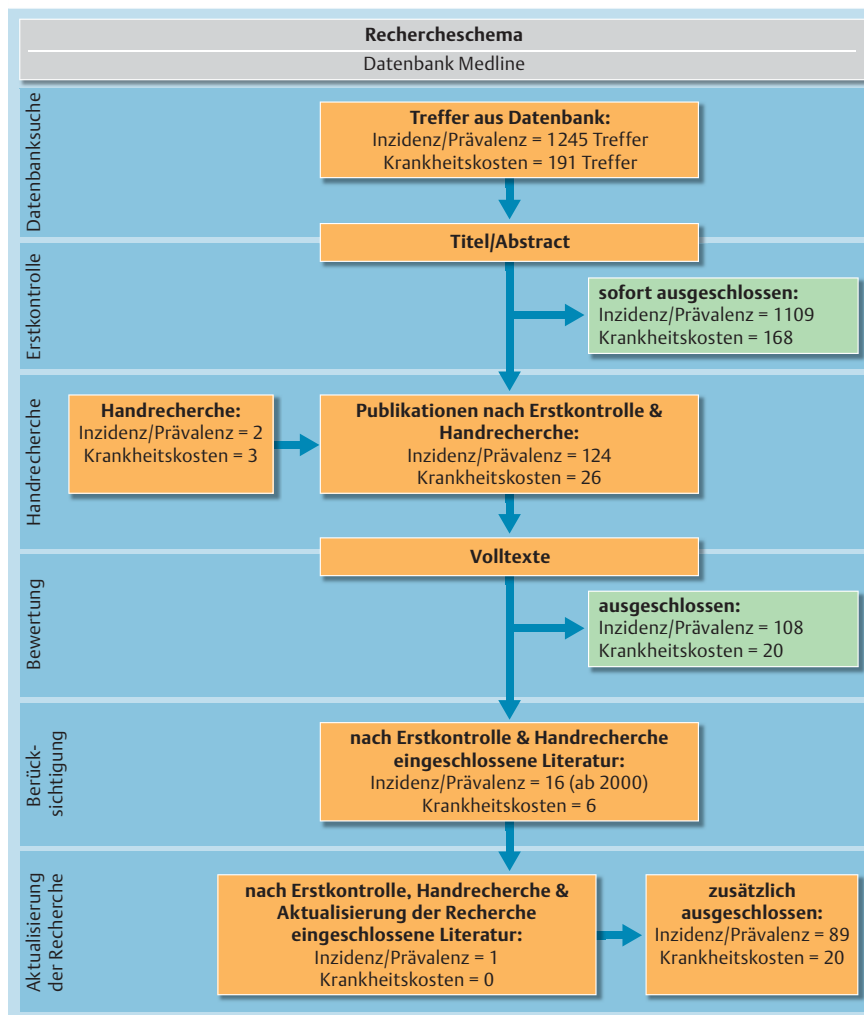 Rechercheschema
Datenbank Medline
Datenbanksuche
Treffer aus Datenbank:
Inzidenz/Prävalenz = 1245 Treffer
Krankheitskosten = 191 Treffer
Titel/Abstract
Erstkontrolle
sofort ausgeschlossen:
Inzidenz/Prävalenz = 1109
Krankheitskosten = 168
Handrecherche
Handrecherche:
Inzidenz/Prävalenz = 2
Krankheitskosten = 3
Publikationen nach Erstkontrolle &
Handrecherche:
Inzidenz/Prävalenz = 124
Krankheitskosten = 26
Volltexte
Bewertung
ausgeschlossen:
Inzidenz/Prävalenz = 108
Krankheitskosten = 20
Berück-
sichtigung
nach Erstkontrolle & Handrecherche
eingeschlossene Literatur:
Inzidenz/Prävalenz = 16 (ab 2000)
Krankheitskosten = 6
Aktualisierung
der Recherche
nach Erstkontrolle, Handrecherche &
Aktualisierung der Recherche
eingeschlossene Literatur:
Inzidenz/Prävalenz = 1
Krankheitskosten = 0
zusätzlich
ausgeschlossen:
Inzidenz/Prävalenz = 89
Krankheitskosten = 20